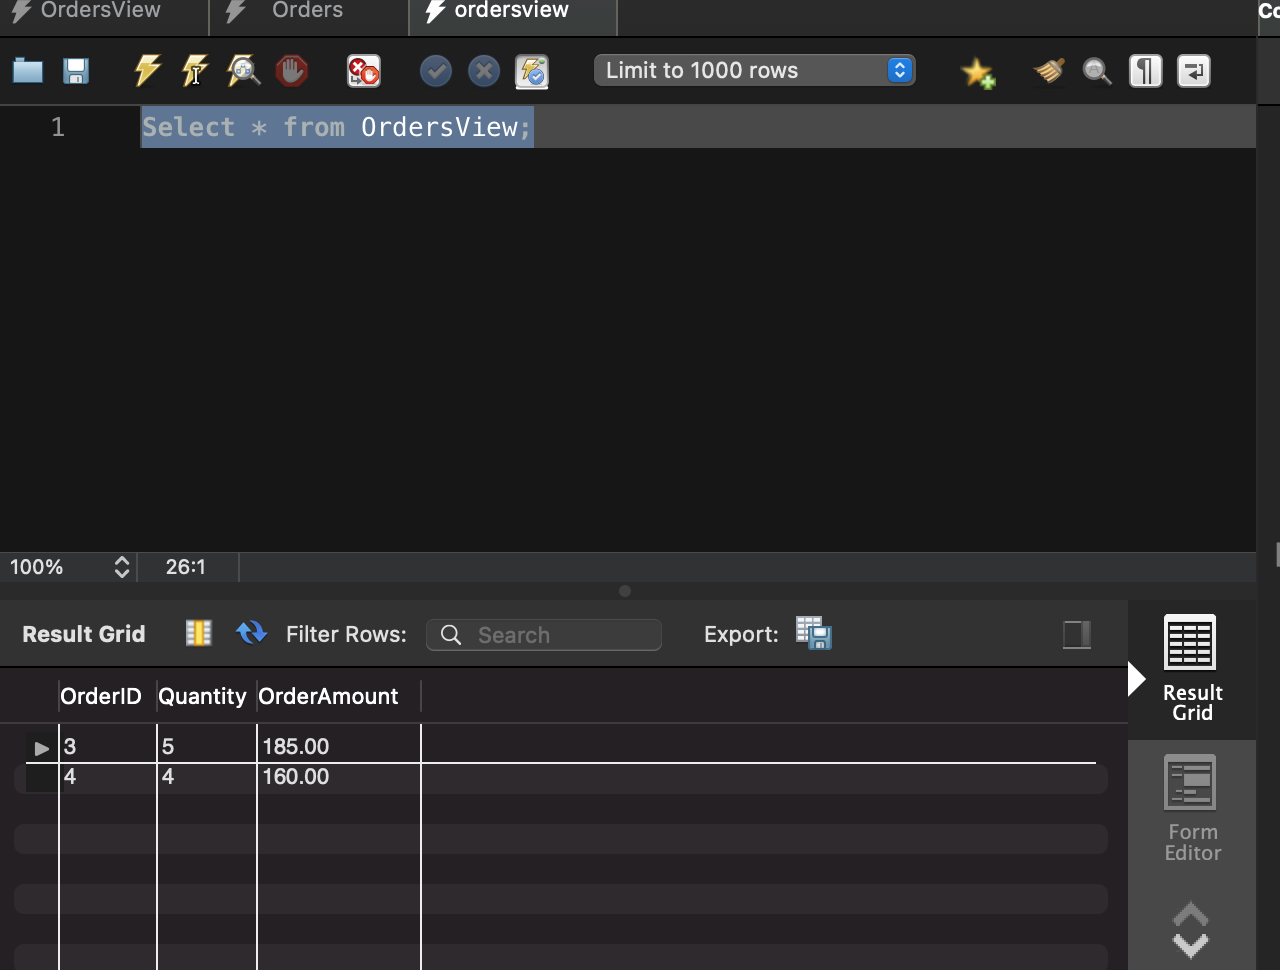 OrdersView Orders ordersview
Limit to 1000 rows
1 Select * from OrdersView;
100% 26:1
Result Grid Filter Rows: Search Export:
OrderID Quantity OrderAmount
3 5 185.00
4 4 160.00
Result
Grid
Form
Editor